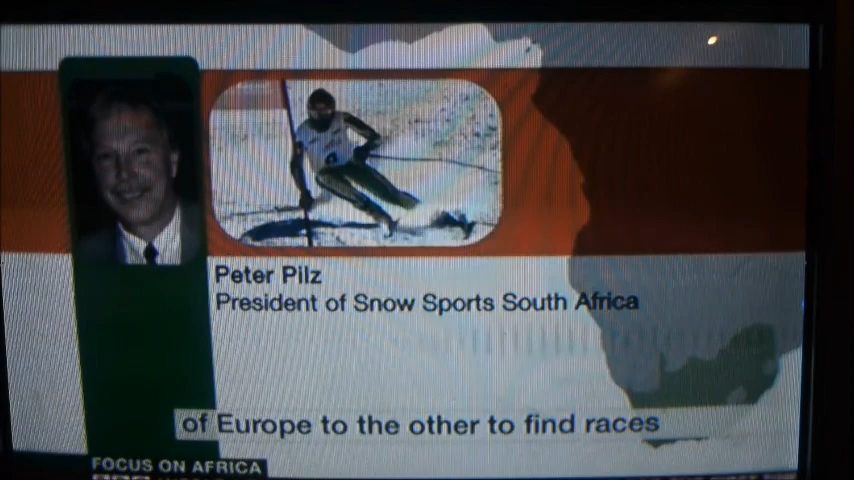 Peter Pilz
President of Snow Sports South Africa
of Europe to the other to find races
FOCUS ON AFRICA